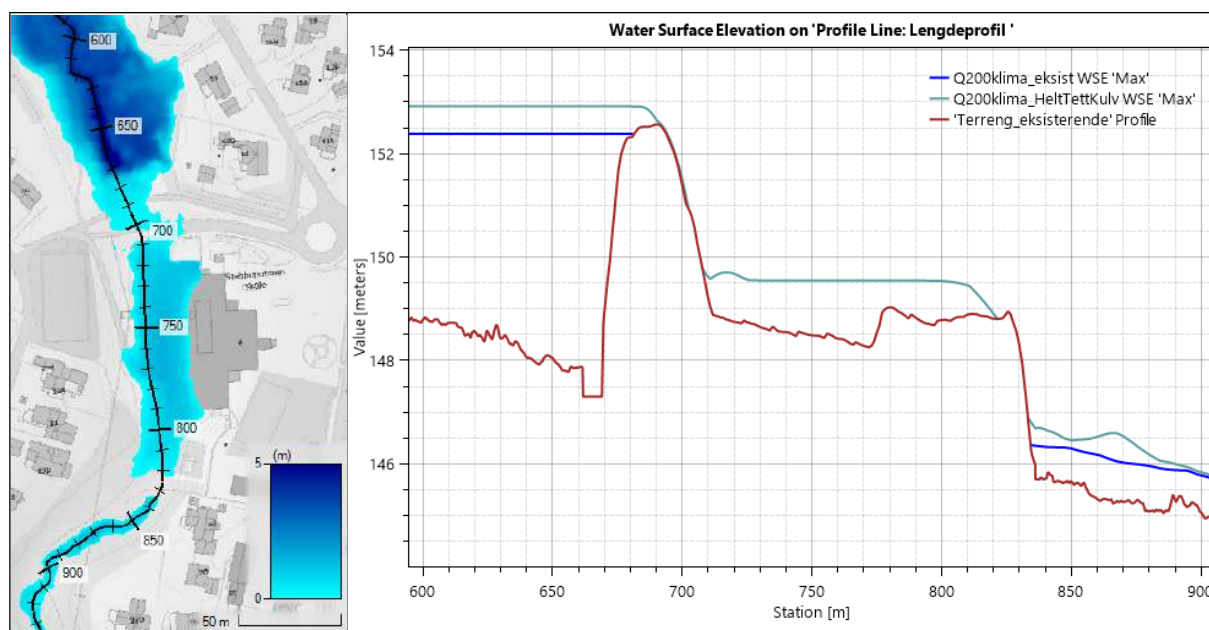 600
650
700
750
800
850
900
skole
(m)
5
0
50 m
Water Surface Elevation on 'Profile Line: Lengdeprofil '
Q200klima_eksist WSE 'Max'
Q200klima_HeltTettKulv WSE 'Max'
'Terreng_eksisterende' Profile
Value [meters]
154
152
150
148
146
600
650
700
750
800
850
900
Station [m]